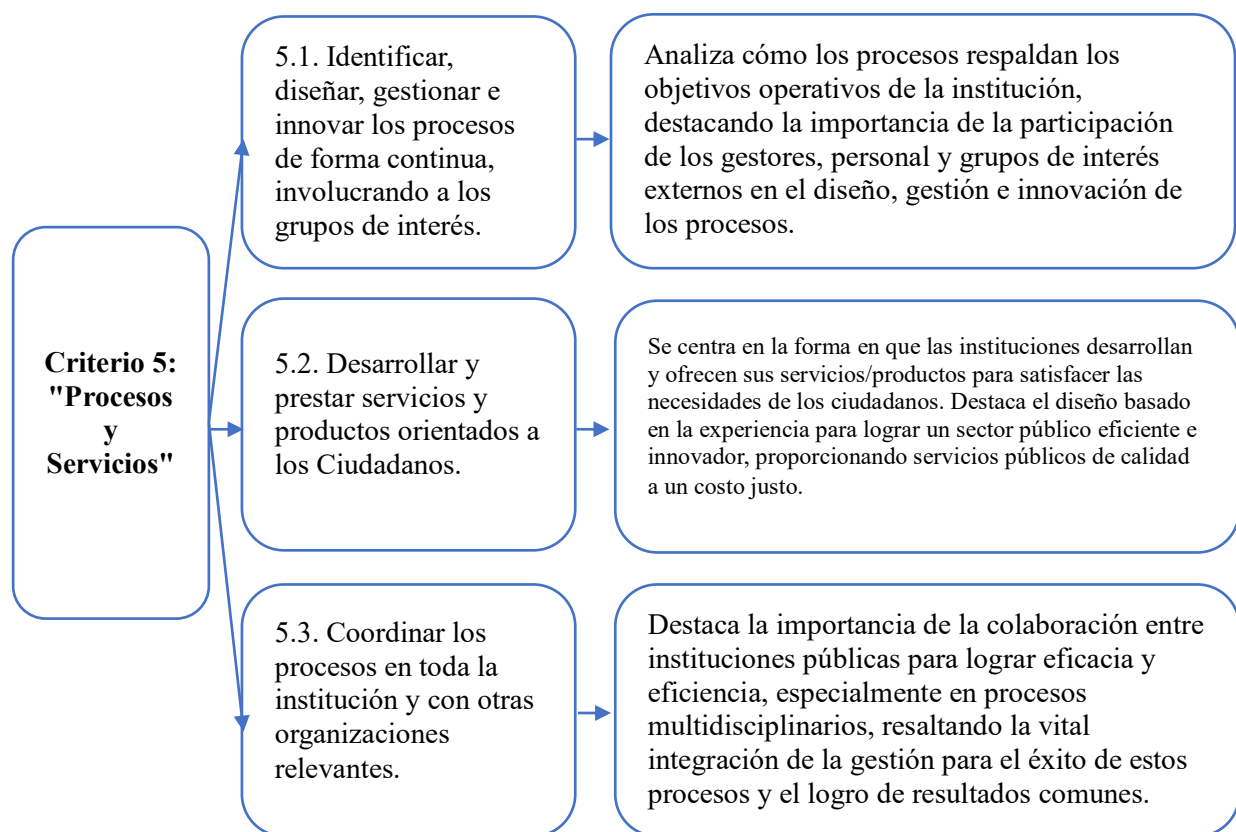 Criterio 5:
"Procesos
y
Servicios"
5.1. Identificar,
diseñar, gestionar e
innovar los procesos
de forma continua,
involucrando a los
grupos de interés.
Analiza cómo los procesos respaldan los
objetivos operativos de la institución,
destacando la importancia de la participación
de los gestores, personal y grupos de interés
externos en el diseño, gestión e innovación de
los procesos.
5.2. Desarrollar y
prestar servicios y
productos orientados a
los Ciudadanos.
Se centra en la forma en que las instituciones desarrollan
y ofrecen sus servicios/productos para satisfacer las
necesidades de los ciudadanos. Destaca el diseño basado
en la experiencia para lograr un sector público eficiente e
innovador, proporcionando servicios públicos de calidad
a un costo justo.
5.3. Coordinar los
procesos en toda la
institución y con otras
organizaciones
relevantes.
Destaca la importancia de la colaboración entre
instituciones públicas para lograr eficacia y
eficiencia, especialmente en procesos
multidisciplinarios, resaltando la vital
integración de la gestión para el éxito de estos
procesos y el logro de resultados comunes.